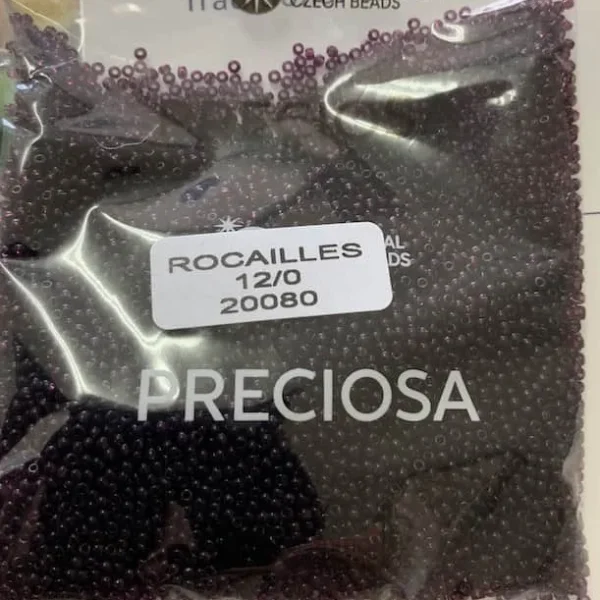 CZECH BEADS
ROCAILLES
12/0
20080
PRECIOSA